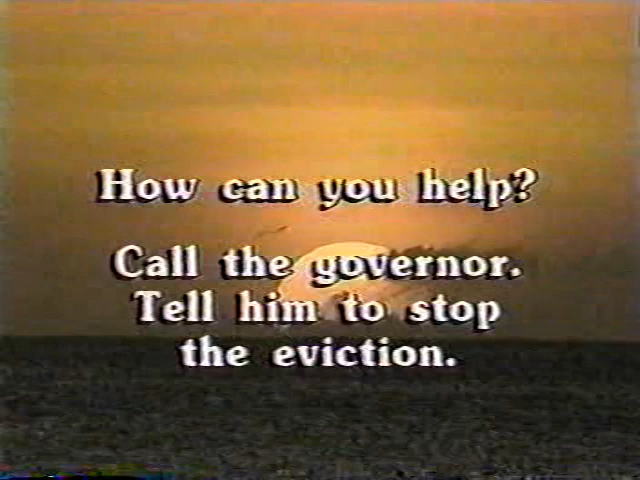 How can you help?
Call the governor.
Tell him to stop
the eviction.